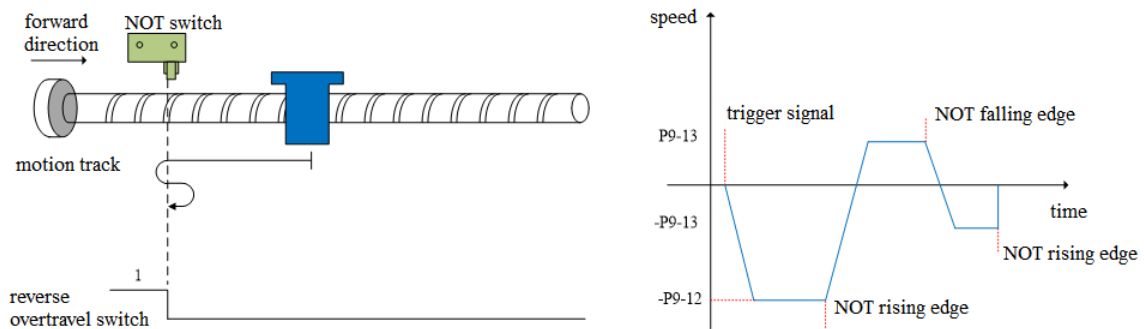 forward
direction
NOT switch
motion track
1
reverse
overtravel switch
speed
trigger signal
NOT falling edge
P9-13
time
-P9-13
NOT rising edge
-P9-12
NOT rising edge